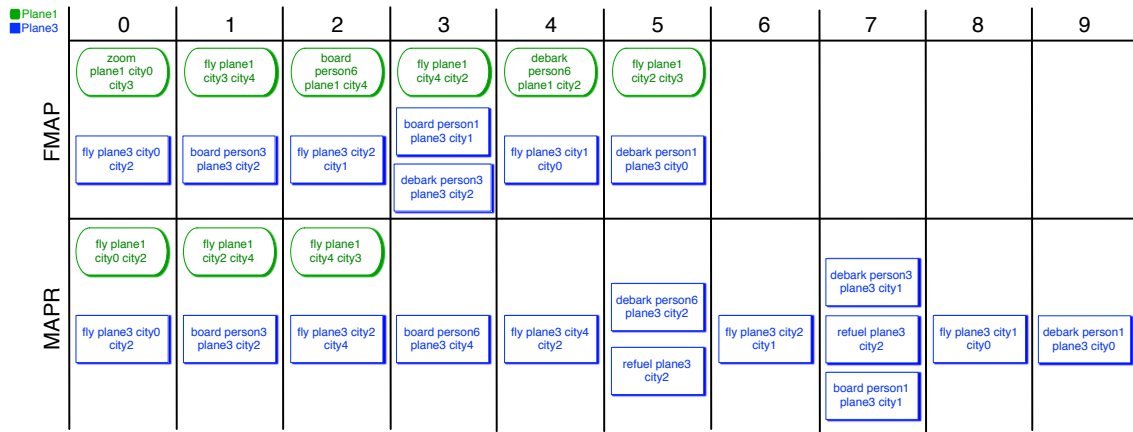 Plane1
Plane3
0 1 2 3 4 5 6 7 8 9
FMAP
zoom
plane1 city0
city3
fly plane1
city3 city4
board
person6
plane1 city4
fly plane1
city4 city2
debark
person6
plane1 city2
fly plane1
city2 city3
fly plane3 city0
city2
board person3
plane3 city2
fly plane3 city2
city1
board person1
plane3 city1
debark person3
plane3 city2
fly plane3 city1
city0
debark person1
plane3 city0
MAPR
fly plane1
city0 city2
fly plane1
city2 city4
fly plane1
city4 city3
fly plane3 city0
city2
board person3
plane3 city2
fly plane3 city2
city4
board person6
plane3 city4
fly plane3 city4
city2
debark person6
plane3 city2
refuel plane3
city2
fly plane3 city2
city1
debark person3
plane3 city1
refuel plane3
city2
board person1
plane3 city1
fly plane3 city1
city0
debark person1
plane3 city0